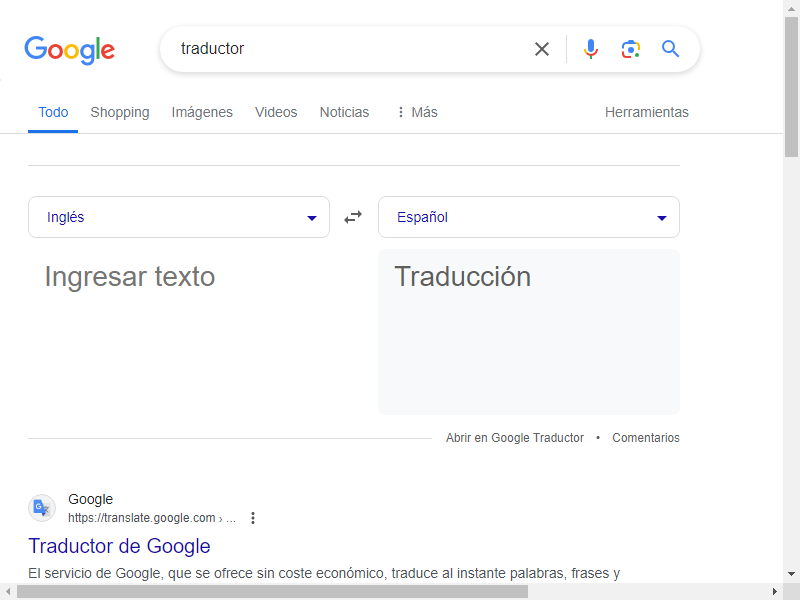 Google
traductor
Todo Shopping Imágenes Videos Noticias Más Herramientas
Inglés Español
Ingresar texto Traducción
Abrir en Google Traductor • Comentarios
Google
https://translate.google.com › ...
Traductor de Google
El servicio de Google, que se ofrece sin coste económico, traduce al instante palabras, frases y